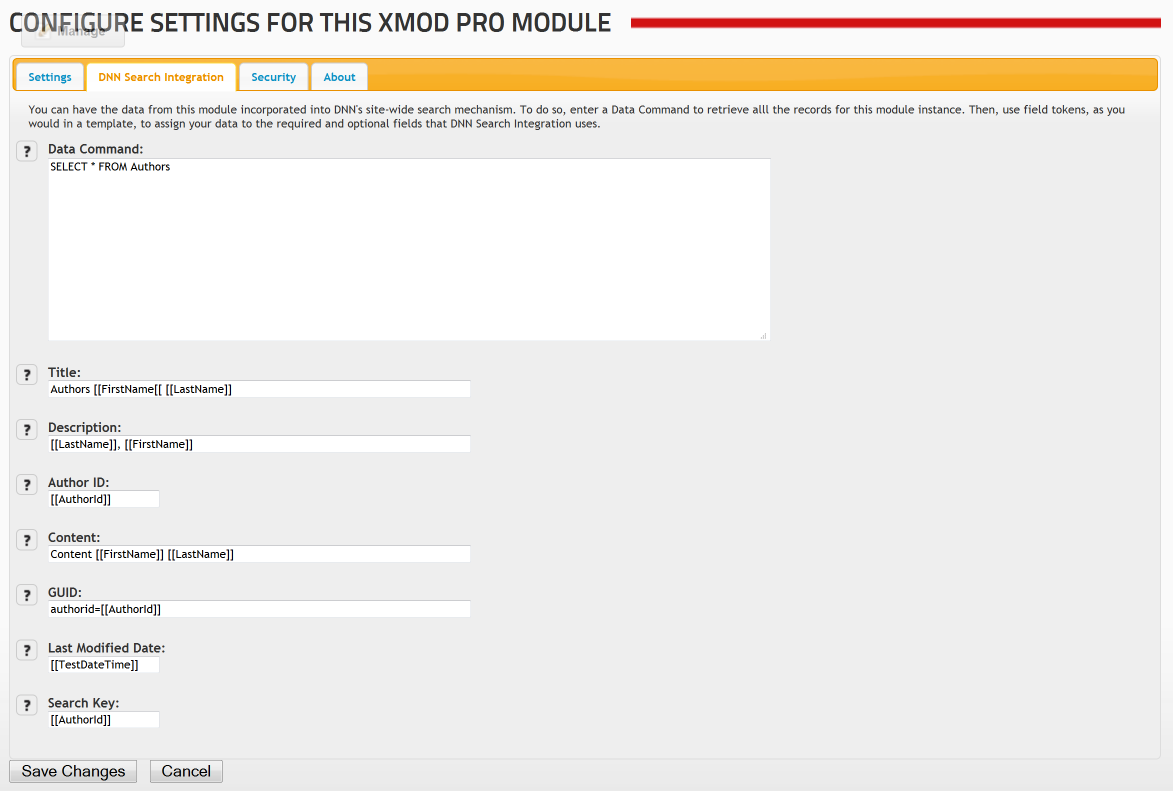 CONFIGURE SETTINGS FOR THIS XMOD PRO MODULE
Manage
Settings
DNN Search Integration
Security
About
You can have the data from this module incorporated into DNN's site-wide search mechanism. To do so, enter a Data Command to retrieve alll the records for this module instance. Then, use field tokens, as you
would in a template, to assign your data to the required and optional fields that DNN Search Integration uses.
? Data Command:
SELECT * FROM Authors
? Title:
Authors [[FirstName[[ [[LastName]]
? Description:
[[LastName]], [[FirstName]]
? Author ID:
[[AuthorId]]
? Content:
Content [[FirstName]] [[LastName]]
? GUID:
authorid=[[AuthorId]]
? Last Modified Date:
[[TestDateTime]]
? Search Key:
[[AuthorId]]
Save Changes
Cancel